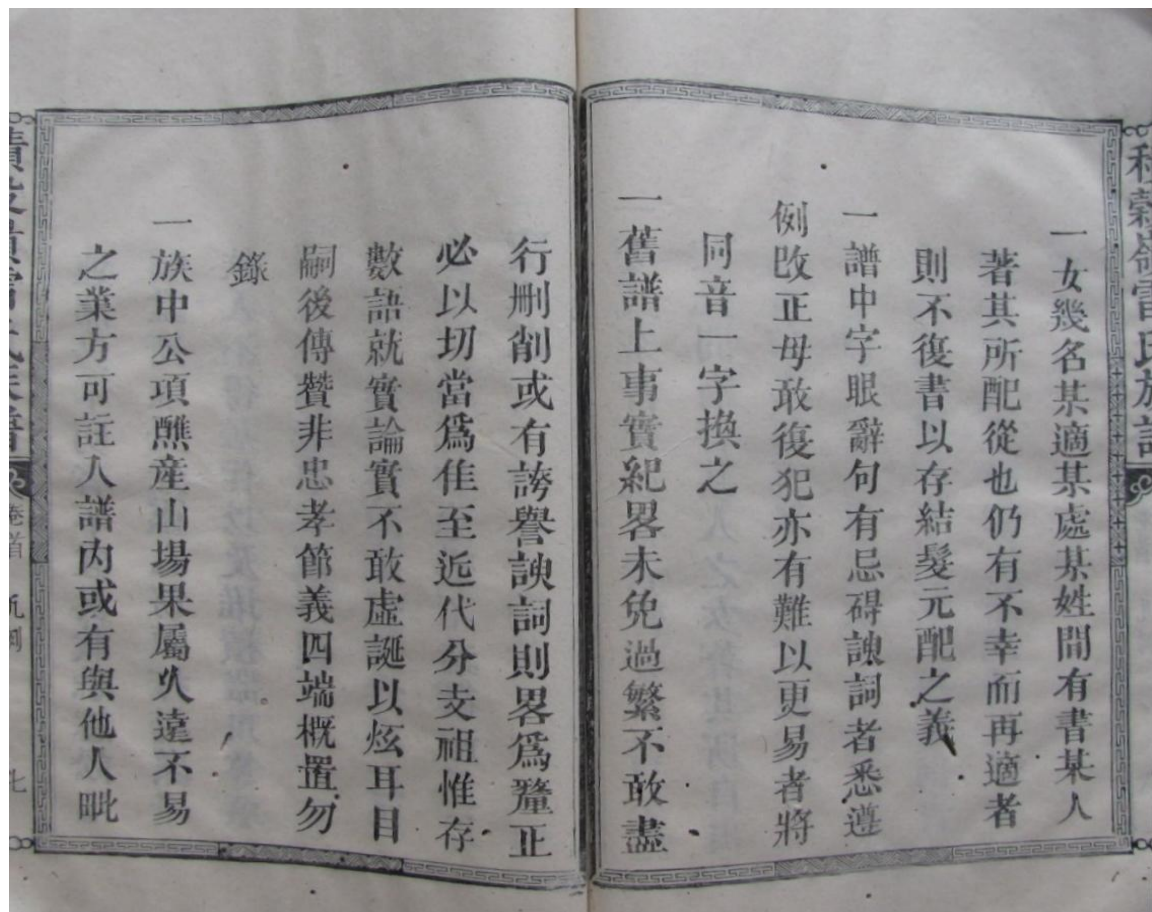 一女幾名某適某處某姓間有書某人
著其所配從也仍有不幸而再適者
則不復書以存結髮元配之義
一譜中字眼辭句有忌碍諛詞者悉遵
例改正毋敢復犯亦有難以更易者將
同音一字換之
一舊譜上事實紀畧未免過繁不敢盡
行刪削或有誇譽諛詞則畧爲釐正
必以切當爲佳至近代分支祖惟存
數語就實論實不敢虛誕以炫耳目
嗣後傳贊非忠孝節義四端概置勿
錄
一族中公項醮産山場果屬久遠不易
之業方可註入譜內或有與他人毗
雷氏族譜
卷首
七